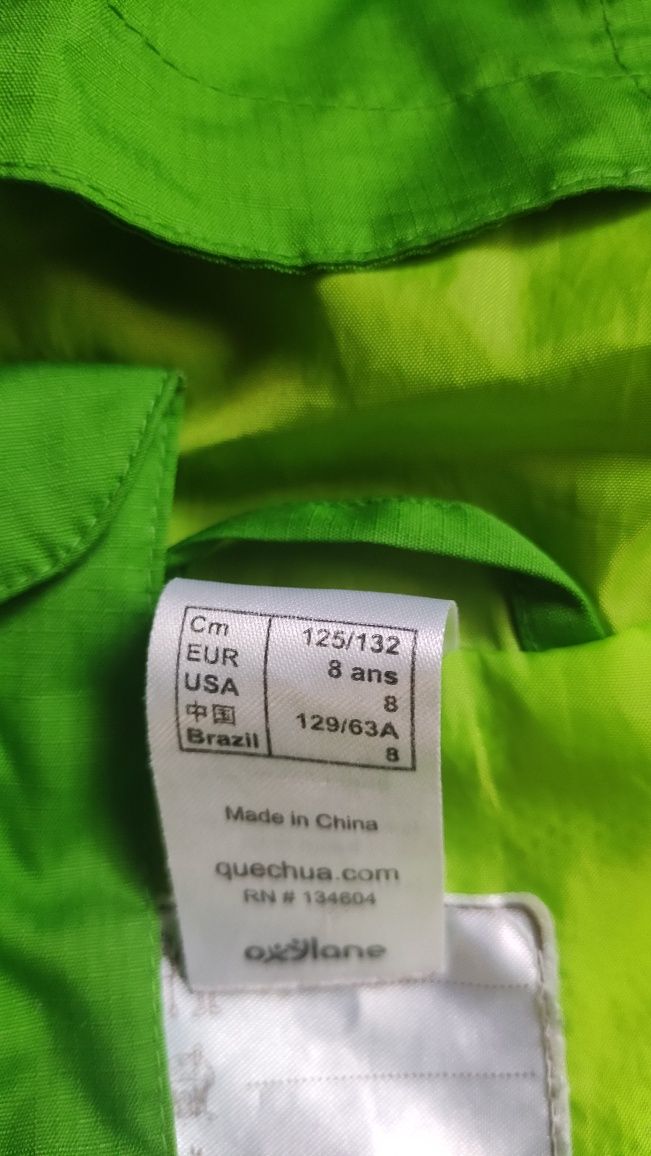 Cm 125/132
EUR 8 ans
USA 8
中国 129/63A
Brazil 8
Made in China
quechua.com
RN # 134604
oxylane